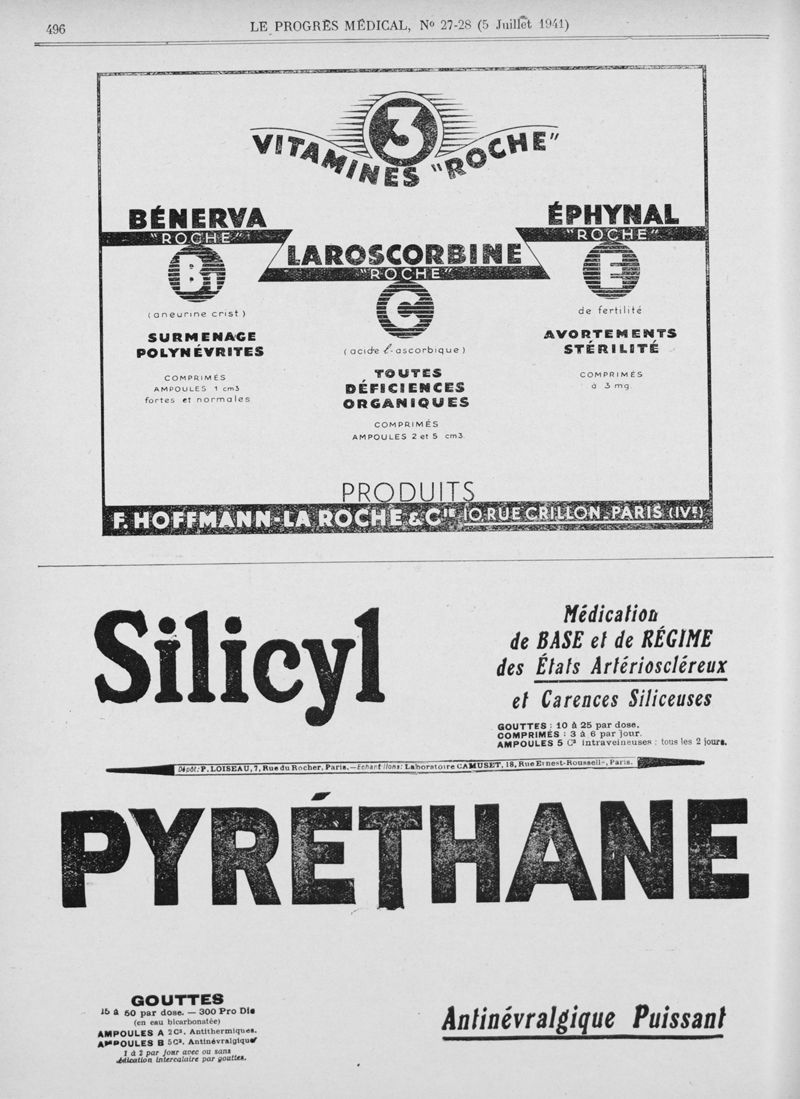 496
LE PROGRÈS MÉDICAL, Nº 27-28 (5 Juillet 1941)
3
VITAMINES "ROCHE"
BÉNERVA
"ROCHE"
B1
(aneurine crist.)
SURMENAGE
POLYNÉVRITES
COMPRIMÉS
AMPOULES 1 cm3
fortes et normales
LAROSCORBINE
"ROCHE"
C
(acide l-ascorbique)
TOUTES
DÉFICIENCES
ORGANIQUES
COMPRIMÉS
AMPOULES 2 et 5 cm3.
ÉPHYNAL
"ROCHE"
E
de fertilité
AVORTEMENTS
STÉRILITÉ
COMPRIMÉS
à 3 mg.
PRODUITS
F. HOFFMANN-LA ROCHE & Cie 10.RUE CRILLON.PARIS (IVe)
Silicyl
Médication
de BASE et de RÉGIME
des États Artérioscléreux
et Carences Siliceuses
GOUTTES : 10 à 25 par dose.
COMPRIMÉS : 3 à 6 par jour.
AMPOULES 5 C³ intraveineuses : tous les 2 jours.
Dépôt: P. LOISEAU, 7, Rue du Rocher, Paris. — Echantillons: Laboratoire CAMUSET, 18, Rue Ernest-Rousselle, Paris.
PYRÉTHANE
GOUTTES
15 à 50 par dose. — 300 Pro Die
(en eau bicarbonatée)
AMPOULES A 2 C³. Antithermiques.
AMPOULES B 5 C³. Antinévralgiques
1 à 2 par jour avec ou sans
médication intercalaire par gouttes.
Antinévralgique Puissant